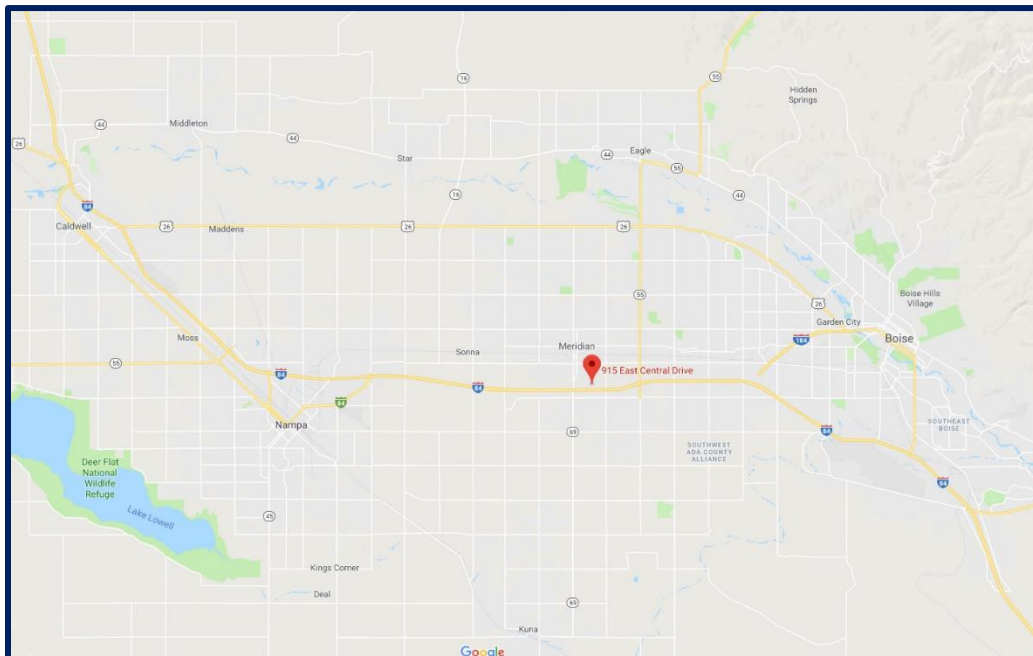 16
55
Hidden
Springs
44
Middleton
44
26
Star
44
Eagle
55
44
16
84
Caldwell
26
Maddens
26
26
55
Boise Hills
Village
26
Garden City
184
Boise
Moss
55
Sonna
Meridian
915 East Central Drive
84
84
84
Nampa
69
84
SOUTHEAST
BOISE
SOUTHWEST
ADA COUNTY
ALLIANCE
84
Deer Flat
National
Wildlife
Refuge
Lake Lowell
45
Kings Corner
Deal
69
Kuna
Google